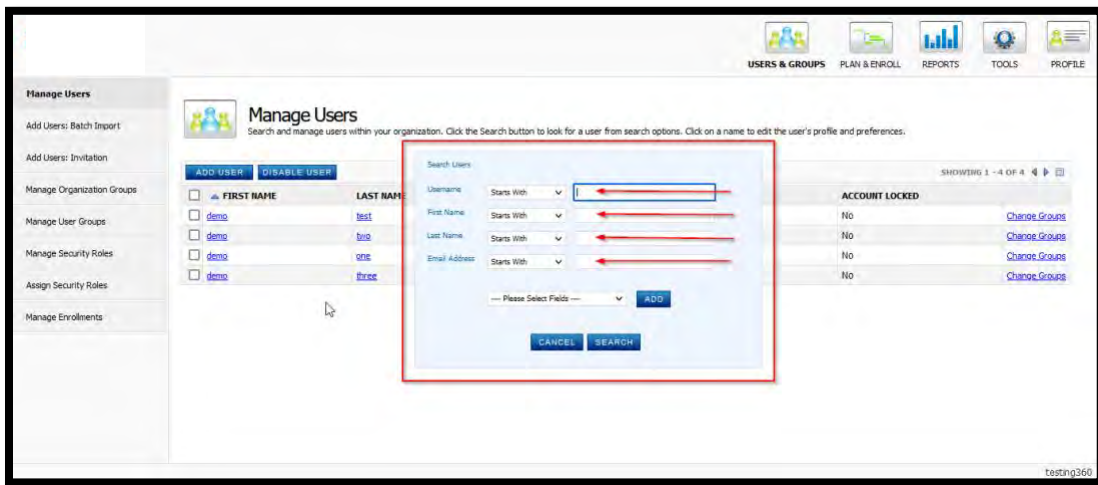 USERS & GROUPS PLAN & ENROLL REPORTS TOOLS PROFILE
Manage Users
Add Users: Batch Import
Add Users: Invitation
Manage Organization Groups
Manage User Groups
Manage Security Roles
Assign Security Roles
Manage Enrollments
Manage Users
Search and manage users within your organization. Click the Search button to look for a user from search options. Click on a name to edit the user's profile and preferences.
ADD USER DISABLE USER
SHOWING 1 -4 OF 4
FIRST NAME LAST NAME ACCOUNT LOCKED
demo test No Change Groups
demo two No Change Groups
demo one No Change Groups
demo three No Change Groups
Search Users
Username Starts With
First Name Starts With
Last Name Starts With
Email Address Starts With
--- Please Select Fields --- ADD
CANCEL SEARCH
testing360